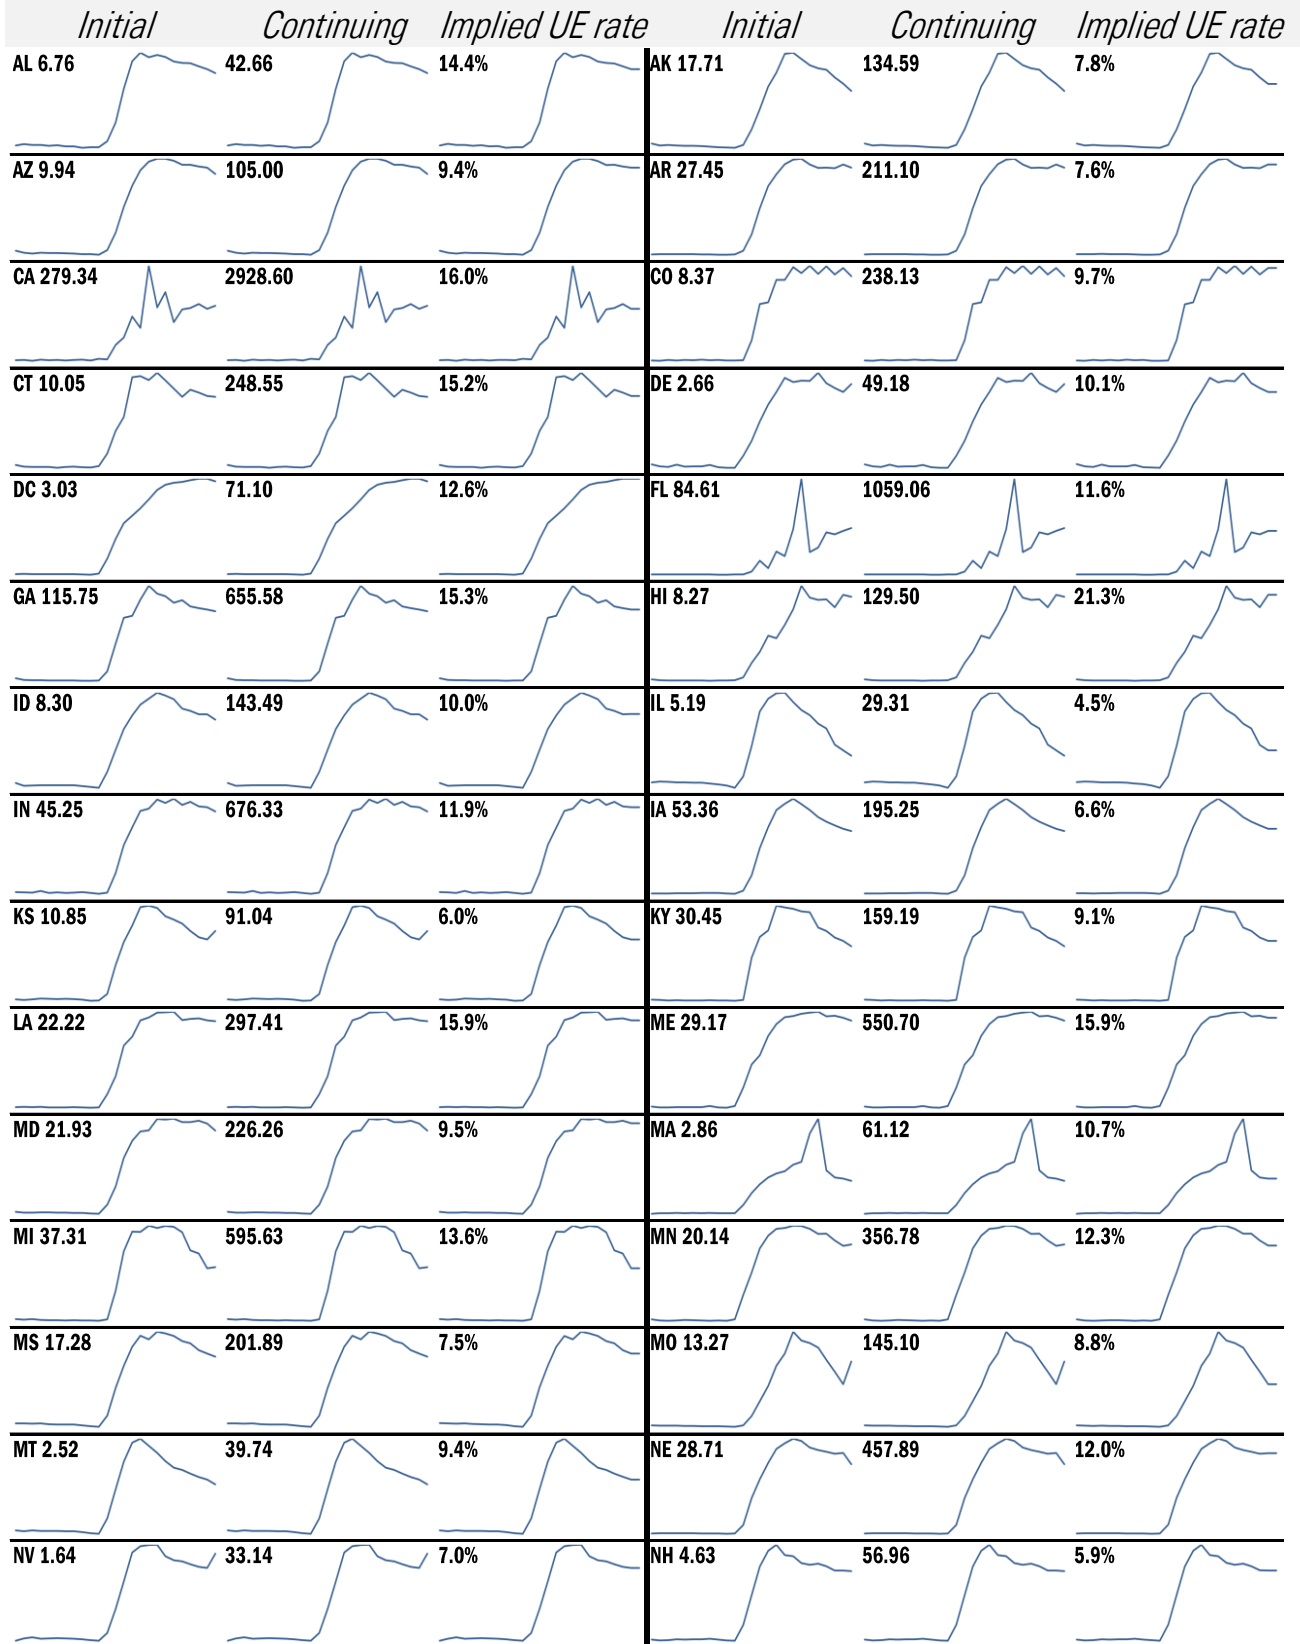 Initial Continuing Implied UE rate Initial Continuing Implied UE rate
AL 6.76 42.66 14.4% AK 17.71 134.59 7.8%
AZ 9.94 105.00 9.4% AR 27.45 211.10 7.6%
CA 279.34 2928.60 16.0% CO 8.37 238.13 9.7%
CT 10.05 248.55 15.2% DE 2.66 49.18 10.1%
DC 3.03 71.10 12.6% FL 84.61 1059.06 11.6%
GA 115.75 655.58 15.3% HI 8.27 129.50 21.3%
ID 8.30 143.49 10.0% IL 5.19 29.31 4.5%
IN 45.25 676.33 11.9% IA 53.36 195.25 6.6%
KS 10.85 91.04 6.0% KY 30.45 159.19 9.1%
LA 22.22 297.41 15.9% ME 29.17 550.70 15.9%
MD 21.93 226.26 9.5% MA 2.86 61.12 10.7%
MI 37.31 595.63 13.6% MN 20.14 356.78 12.3%
MS 17.28 201.89 7.5% MO 13.27 145.10 8.8%
MT 2.52 39.74 9.4% NE 28.71 457.89 12.0%
NV 1.64 33.14 7.0% NH 4.63 56.96 5.9%